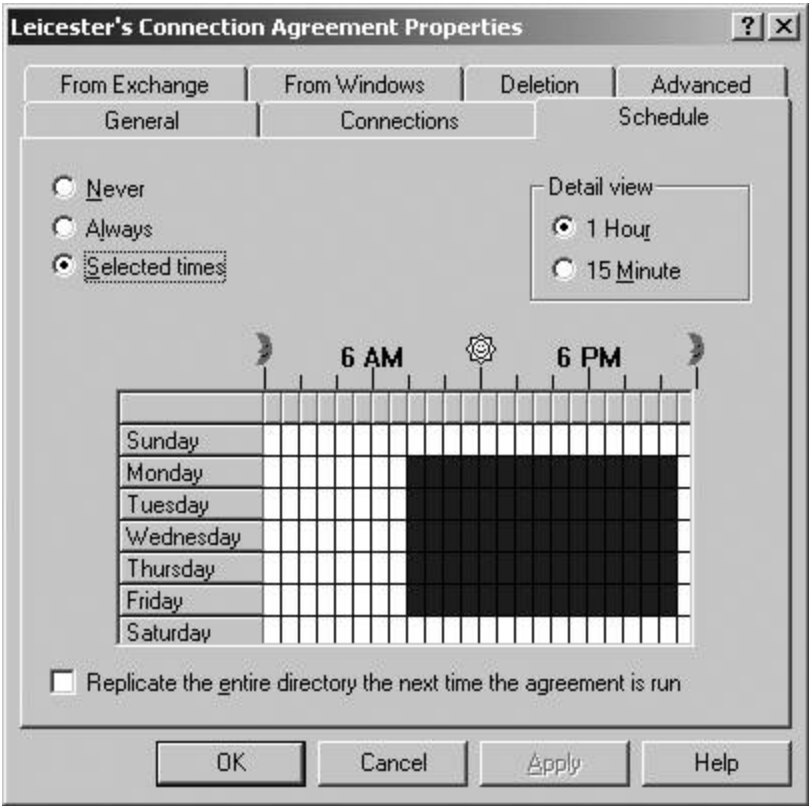 Leicester's Connection Agreement Properties
From Exchange From Windows Deletion Advanced
General Connections Schedule
Never
Always
Selected times
Detail view
1 Hour
15 Minute
6 AM 6 PM
Sunday
Monday
Tuesday
Wednesday
Thursday
Friday
Saturday
Replicate the entire directory the next time the agreement is run
OK Cancel Apply Help